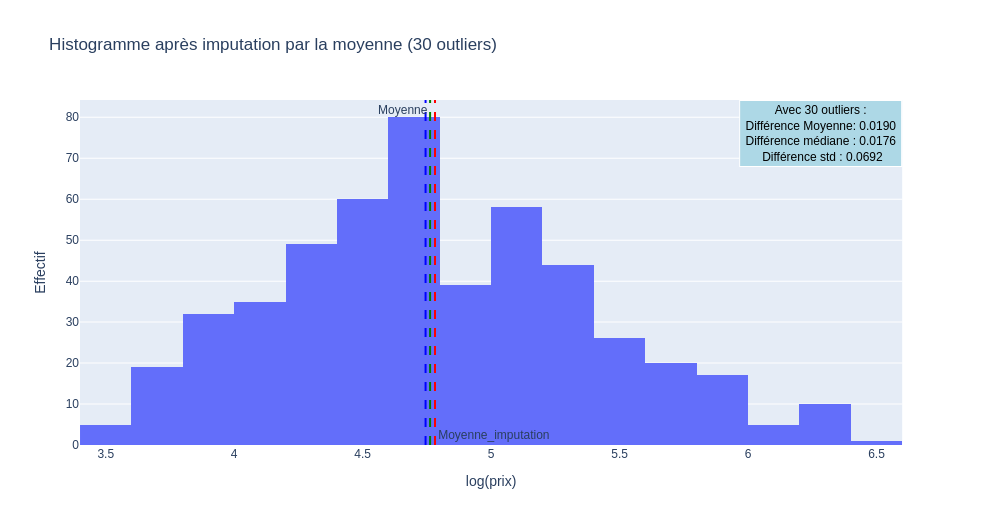 Histogramme après imputation par la moyenne (30 outliers)
Moyenne
Avec 30 outliers :
Différence Moyenne: 0.0190
Différence médiane : 0.0176
Différence std : 0.0692
80
70
60
50
40
30
20
10
0
Effectif
Moyenne_imputation
3.5 4 4.5 5 5.5 6 6.5
log(prix)